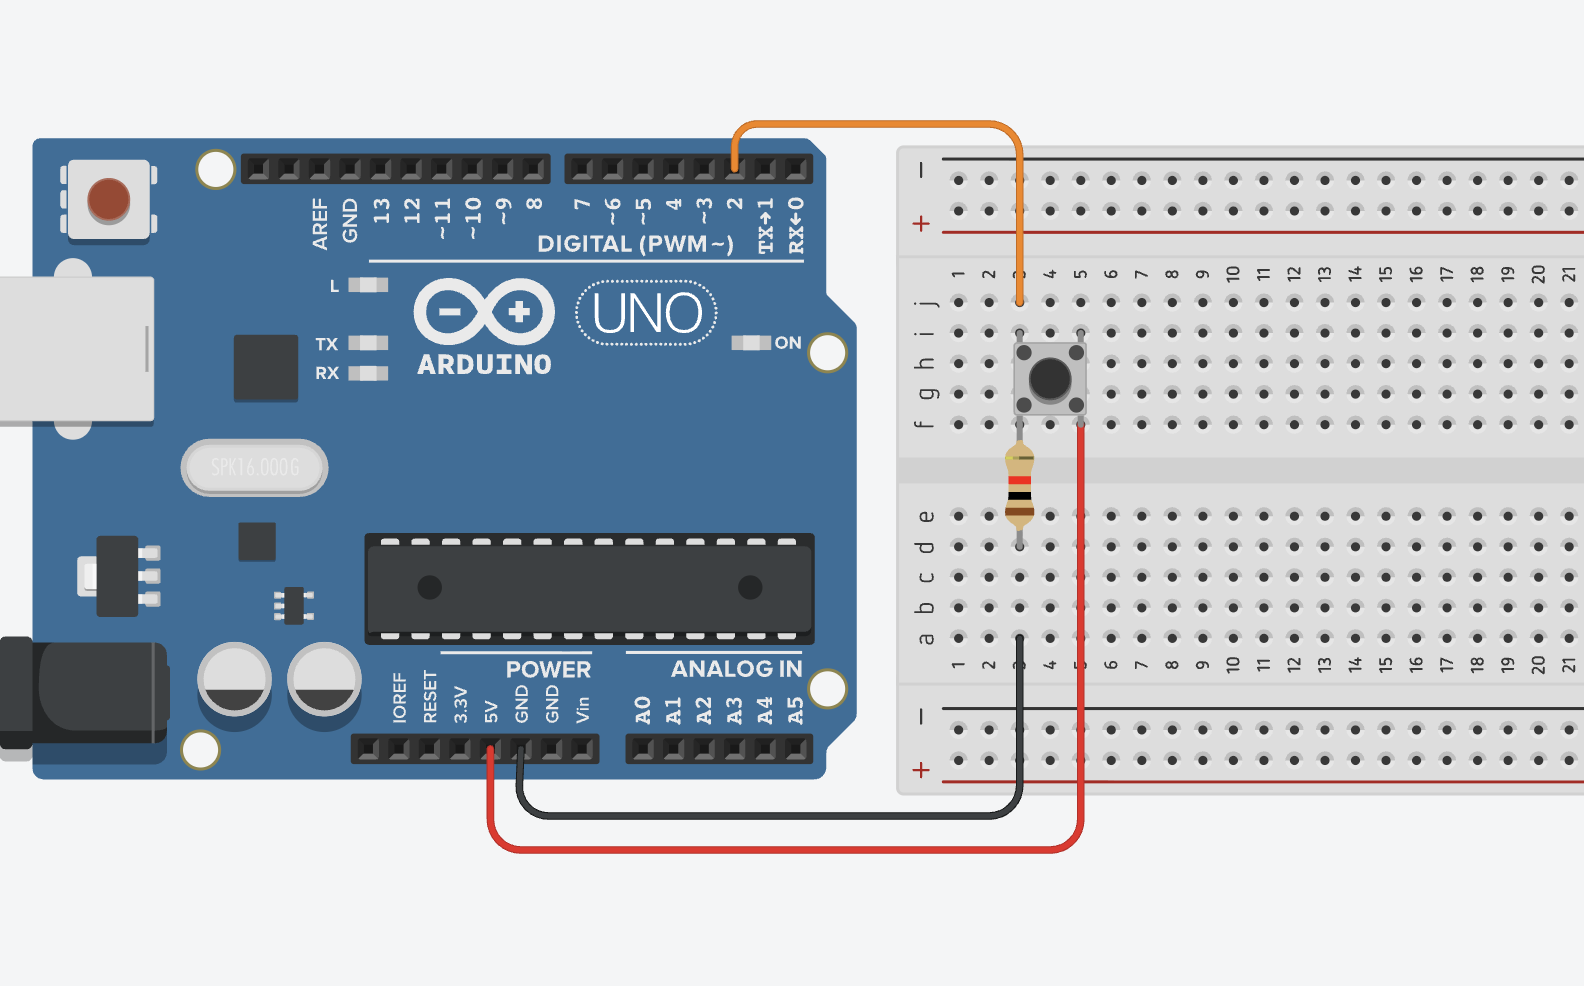 AREF GND 13 12 ~11 ~10 ~9 8 7 ~6 ~5 4 ~3 2 TX→1 RX←0
DIGITAL (PWM~)
L
TX
RX
UNO
ARDUINO
ON
SPK16.000G
POWER
ANALOG IN
IOREF RESET 3.3V 5V GND GND Vin A0 A1 A2 A3 A4 A5
−
+
1 2 3 4 5 6 7 8 9 10 11 12 13 14 15 16 17 18 19 20 21
j
i
h
g
f
e
d
c
b
a
1 2 3 4 5 6 7 8 9 10 11 12 13 14 15 16 17 18 19 20 21
−
+